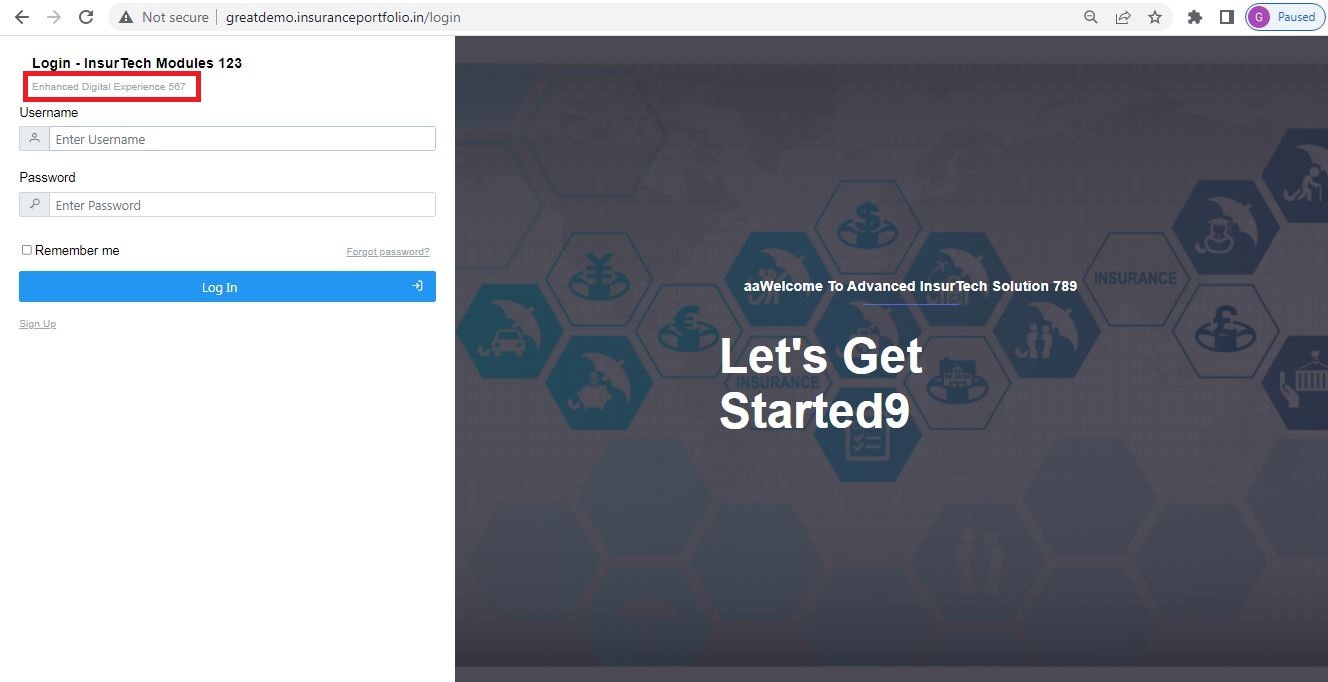 Not secure
greatdemo.insuranceportfolio.in/login
G
Paused
Login - InsurTech Modules 123
Enhanced Digital Experience 567
Username
Enter Username
Password
Enter Password
Remember me
Forgot password?
Log In
Sign Up
INSURANCE
aaWelcome To Advanced InsurTech Solution 789
Let's Get
INSURANCE
Started9